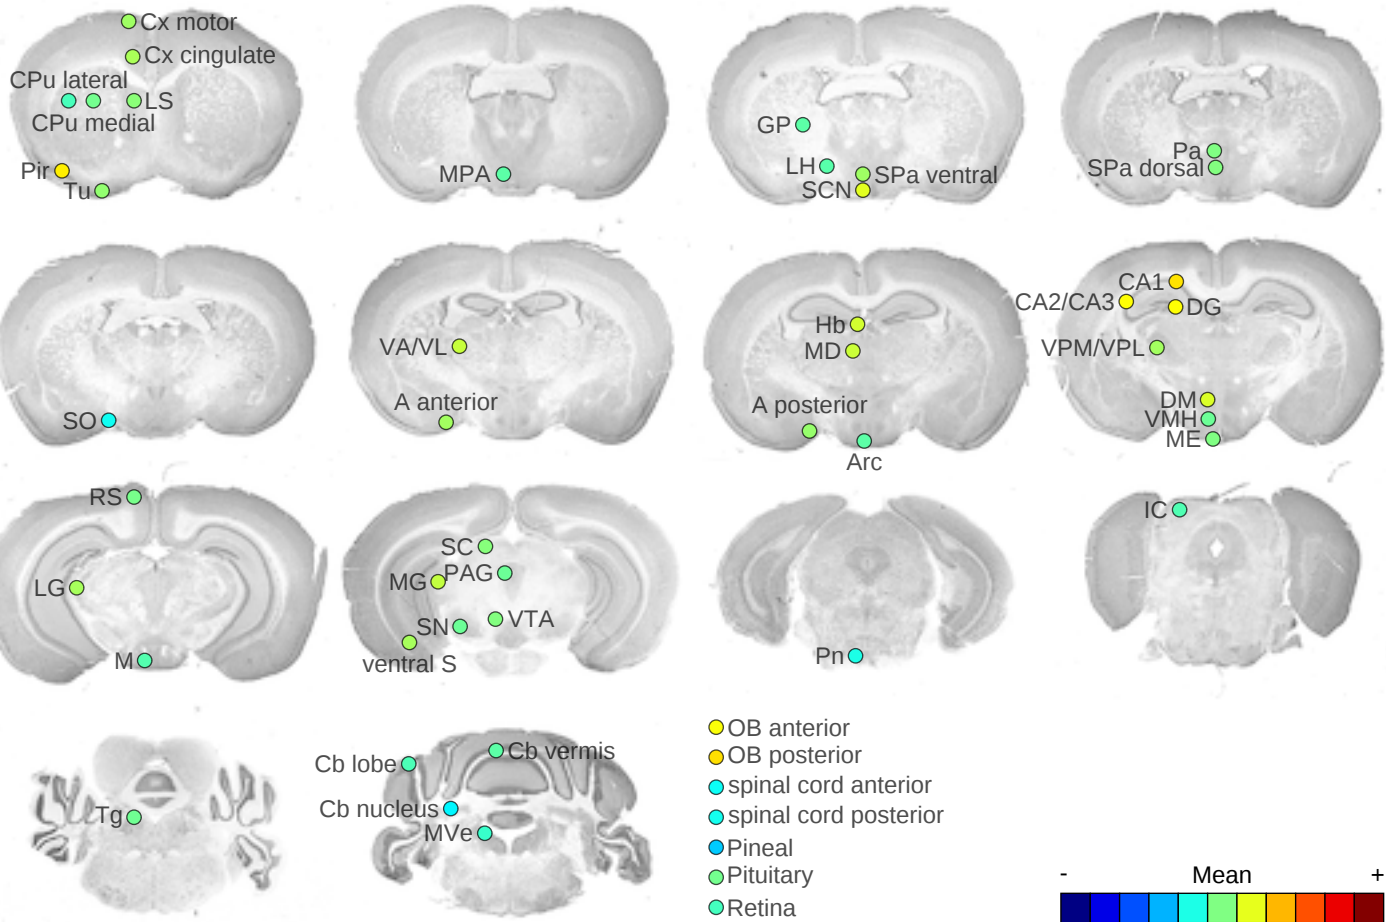 Cx motor
Cx cingulate
CPu lateral
LS
CPu medial
Pir
Tu
MPA
GP
LH
SPa ventral
SCN
Pa
SPa dorsal
SO
VA/VL
A anterior
Hb
MD
A posterior
Arc
CA1
CA2/CA3
DG
VPM/VPL
DM
VMH
ME
RS
LG
M
SC
MG
PAG
SN
VTA
ventral S
Pn
IC
Tg
Cb lobe
Cb vermis
Cb nucleus
MVe
OB anterior
OB posterior
spinal cord anterior
spinal cord posterior
Pineal
Pituitary
Retina
- Mean +